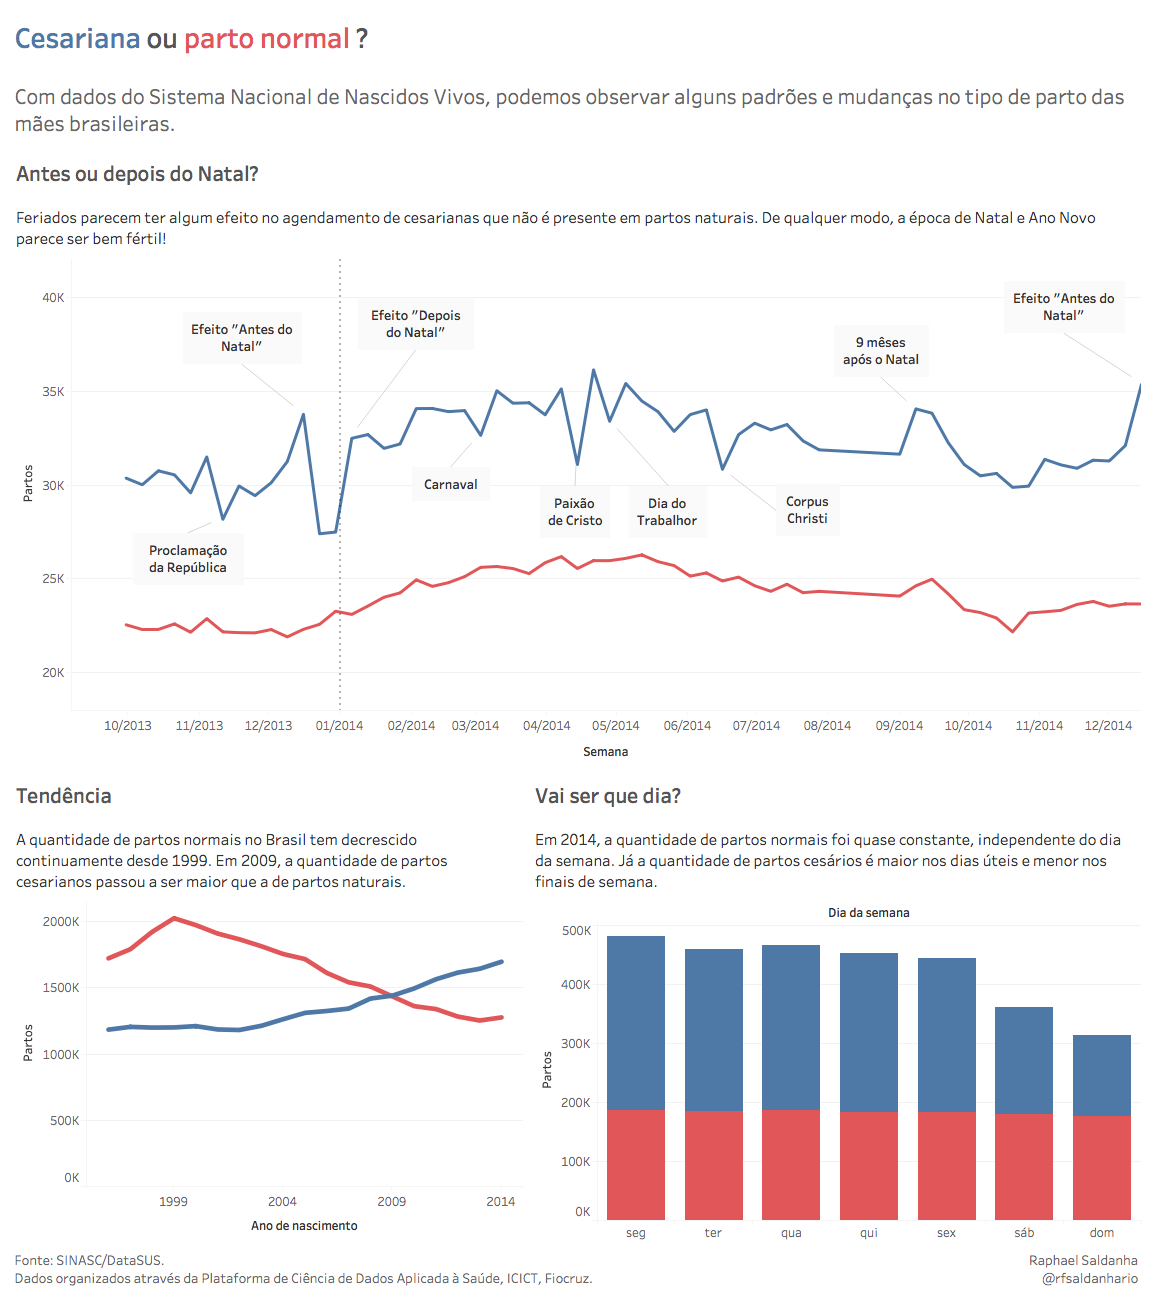 Cesariana ou parto normal ?
Com dados do Sistema Nacional de Nascidos Vivos, podemos observar alguns padrões e mudanças no tipo de parto das
mães brasileiras.
Antes ou depois do Natal?
Feriados parecem ter algum efeito no agendamento de cesarianas que não é presente em partos naturais. De qualquer modo, a época de Natal e Ano Novo
parece ser bem fértil!
40K
35K
30K
25K
20K
Partos
Efeito "Antes do
Natal"
Efeito "Depois
do Natal"
Efeito "Antes do
Natal"
9 mêses
após o Natal
Carnaval
Paixão
de Cristo
Dia do
Trabalhor
Corpus
Christi
Proclamação
da República
10/2013
11/2013
12/2013
01/2014
02/2014
03/2014
04/2014
05/2014
06/2014
07/2014
08/2014
09/2014
10/2014
11/2014
12/2014
Semana
Tendência
A quantidade de partos normais no Brasil tem decrescido
continuamente desde 1999. Em 2009, a quantidade de partos
cesarianos passou a ser maior que a de partos naturais.
2000K
1500K
1000K
500K
0K
Partos
1999
2004
2009
2014
Ano de nascimento
Vai ser que dia?
Em 2014, a quantidade de partos normais foi quase constante, independente do dia
da semana. Já a quantidade de partos cesários é maior nos dias úteis e menor nos
finais de semana.
Dia da semana
500K
400K
300K
200K
100K
0K
Partos
seg
ter
qua
qui
sex
sáb
dom
Fonte: SINASC/DataSUS.
Dados organizados através da Plataforma de Ciência de Dados Aplicada à Saúde, ICICT, Fiocruz.
Raphael Saldanha
@rfsaldanhario